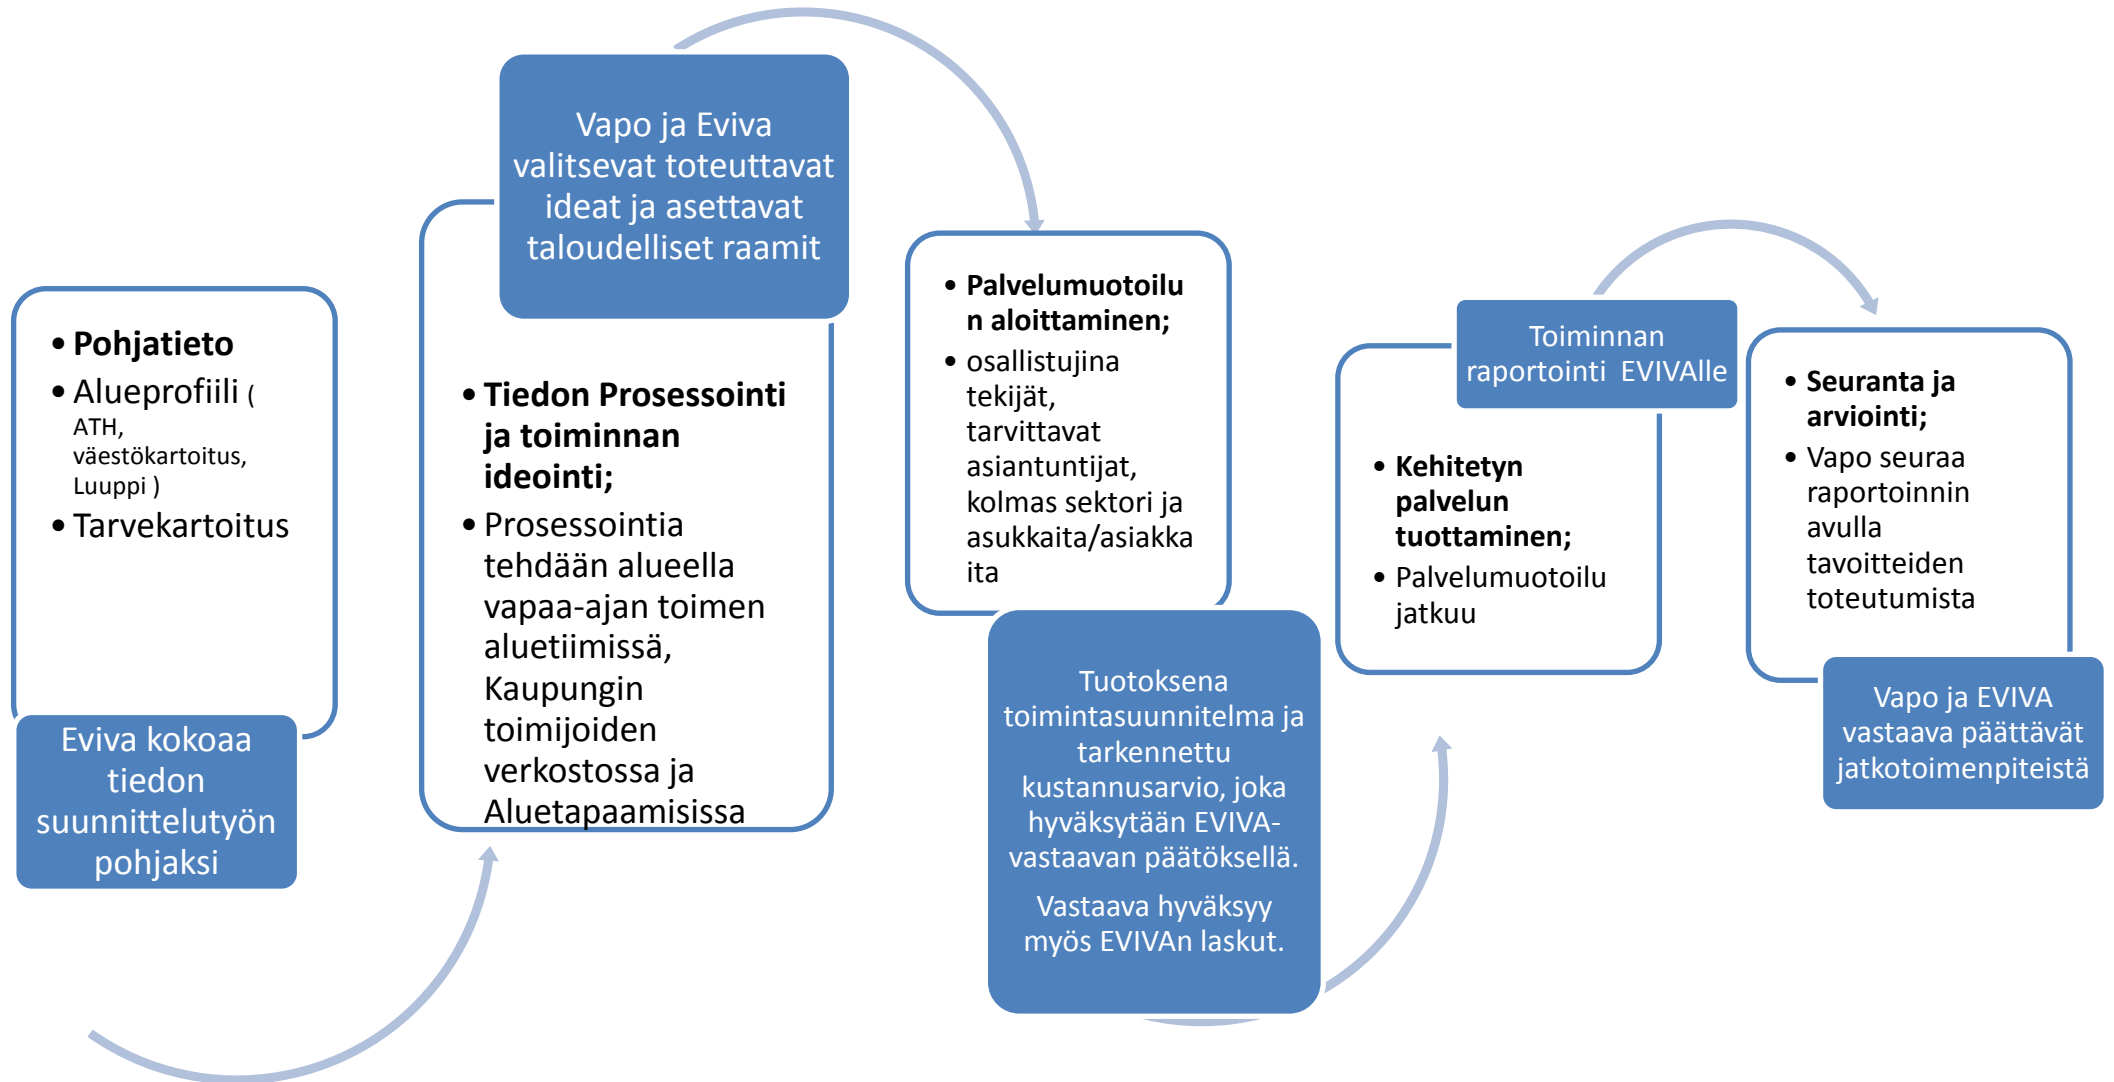 • Pohjatieto
• Alueprofiili (
ATH,
väestökartoitus,
Luuppi )
• Tarvekartoitus
Eviva kokoaa
tiedon
suunnittelutyön
pohjaksi
Vapo ja Eviva
valitsevat toteuttavat
ideat ja asettavat
taloudelliset raamit
• Tiedon Prosessointi
ja toiminnan
ideointi;
• Prosessointia
tehdään alueella
vapaa-ajan toimen
aluetiimissä,
Kaupungin
toimijoiden
verkostossa ja
Aluetapaamisissa
• Palvelumuotoilu
n aloittaminen;
• osallistujina
tekijät,
tarvittavat
asiantuntijat,
kolmas sektori ja
asukkaita/asiakka
ita
Tuotoksena
toimintasuunnitelma ja
tarkennettu
kustannusarvio, joka
hyväksytään EVIVA-
vastaavan päätöksellä.
Vastaava hyväksyy
myös EVIVAn laskut.
Toiminnan
raportointi EVIVAlle
• Kehitetyn
palvelun
tuottaminen;
• Palvelumuotoilu
jatkuu
• Seuranta ja
arviointi;
• Vapo seuraa
raportoinnin
avulla
tavoitteiden
toteutumista
Vapo ja EVIVA
vastaava päättävät
jatkotoimenpiteistä